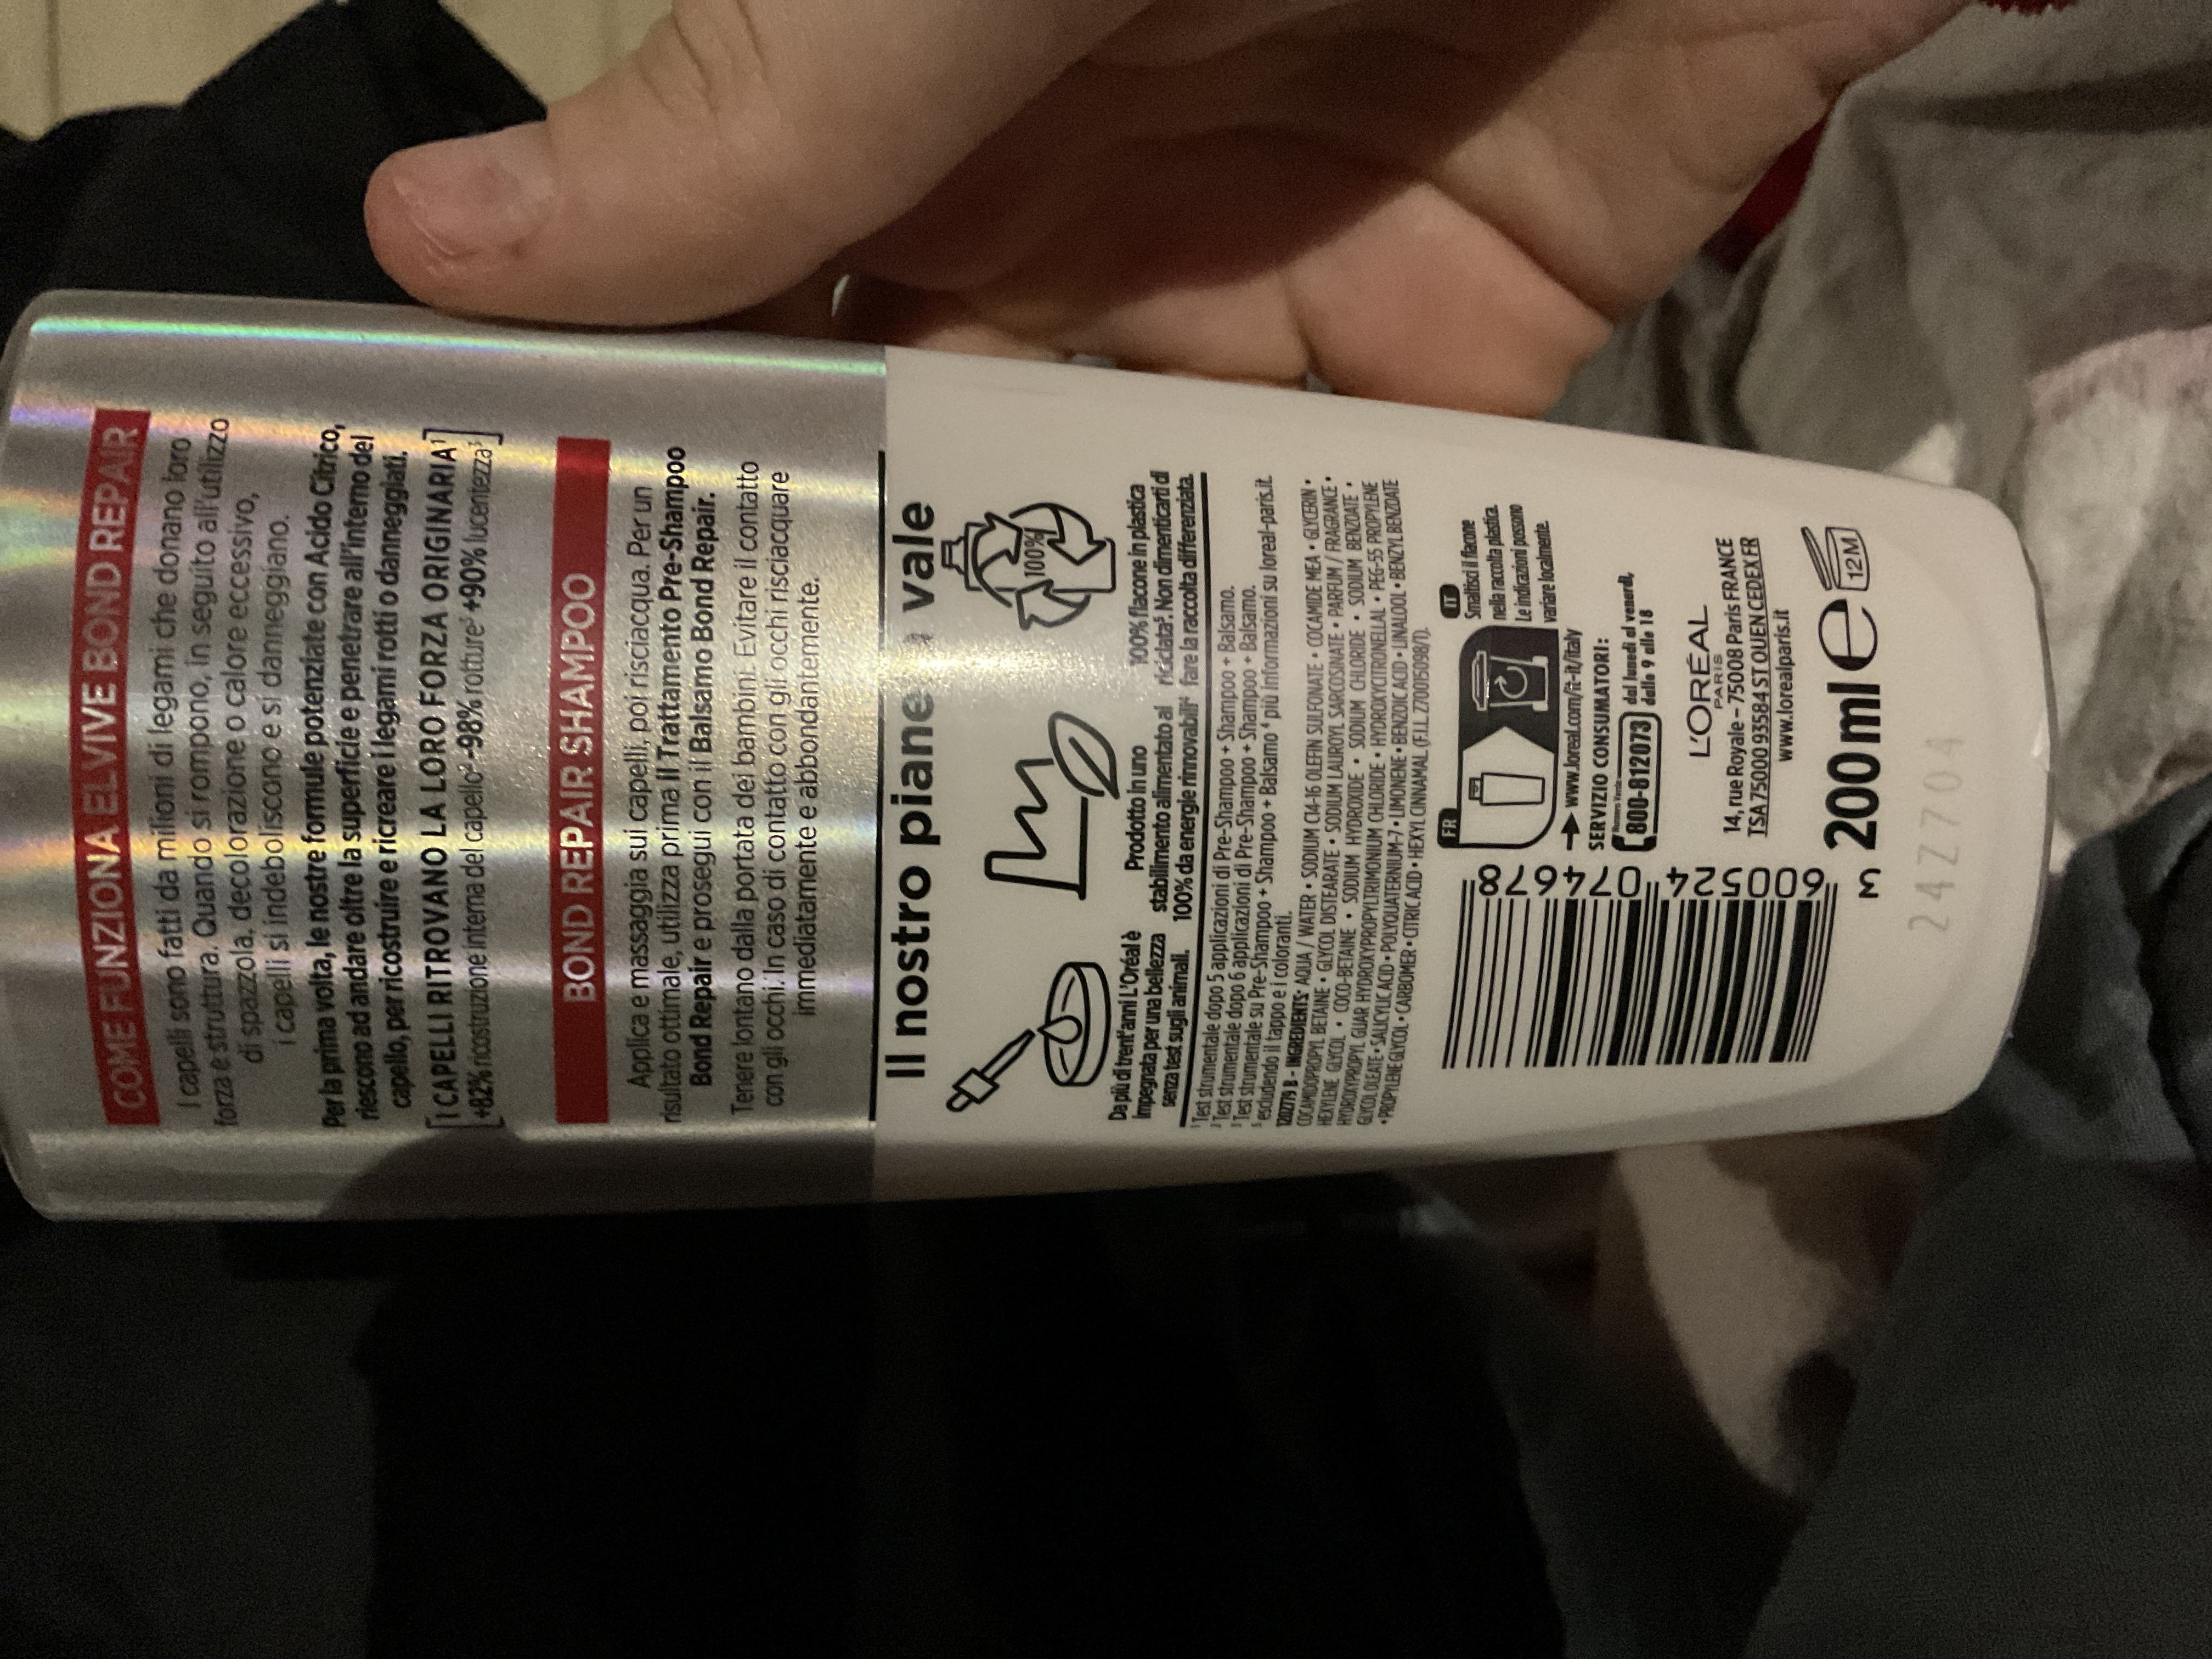 COME FUNZIONA ELVIVE BOND REPAIR
I capelli sono fatti da milioni di legami che donano loro
forza e struttura. Quando si rompono, in seguito all'utilizzo
di spazzola, decolorazione o calore eccessivo,
i capelli si indeboliscono e si danneggiano.
Per la prima volta, le nostre formule potenziate con Acido Citrico,
riescono ad andare oltre la superficie e penetrare all'interno del
capello, per ricostruire e ricreare i legami rotti o danneggiati.
[I CAPELLI RITROVANO LA LORO FORZA ORIGINARIA¹
+82% ricostruzione interna del capello² -98% rotture³ +90% lucentezza³]
BOND REPAIR SHAMPOO
Applica e massaggia sui capelli, poi risciacqua. Per un
risultato ottimale, utilizza prima il Trattamento Pre-Shampoo
Bond Repair e prosegui con il Balsamo Bond Repair.
Tenere lontano dalla portata dei bambini. Evitare il contatto
con gli occhi. In caso di contatto con gli occhi risciacquare
immediatamente e abbondantemente.
Il nostro piane vale
Da più di trent'anni L'Oréal è
impegnata per una bellezza
senza test sugli animali.
Prodotto in uno
stabilimento alimentato al
100% da energie rinnovabili⁴
100%
100% flacone in plastica
riciclata⁵. Non dimenticarti di
fare la raccolta differenziata.
¹ Test strumentale dopo 5 applicazioni di Pre-Shampoo + Shampoo + Balsamo.
² Test strumentale dopo 6 applicazioni di Pre-Shampoo + Shampoo + Balsamo.
³ Test strumentale su Pre-Shampoo + Shampoo + Balsamo ⁴ più informazioni su loreal-paris.it.
⁵ escludendo il tappo e i coloranti.
INGREDIENTS: AQUA / WATER • SODIUM C14-16 OLEFIN SULFONATE • COCAMIDE MEA • GLYCERIN •
COCAMIDOPROPYL BETAINE • GLYCOL DISTEARATE • SODIUM LAUROYL SARCOSINATE • PARFUM / FRAGRANCE •
HEXYLENE GLYCOL • COCO-BETAINE • SODIUM HYDROXIDE • SODIUM CHLORIDE • SODIUM BENZOATE •
HYDROXYPROPYL GUAR HYDROXYPROPYLTRIMONIUM CHLORIDE • HYDROXYCITRONELLAL • PEG-55 PROPYLENE
GLYCOL OLEATE • SALICYLIC ACID • POLYQUATERNIUM-7 • LIMONENE • BENZOIC ACID • LINALOOL • BENZYL BENZOATE
• PROPYLENE GLYCOL • CARBOMER • CITRIC ACID • HEXYL CINNAMAL (F.I.L. Z70015098/1).
FR
IT
Smaltisci il flacone
nella raccolta plastica.
Le indicazioni possono
variare localmente.
www.loreal.com/it-it/italy
SERVIZIO CONSUMATORI:
Numero Verde
800-812073 dal lunedì al venerdì,
dalle 9 alle 18
L'ORÉAL
PARIS
14, rue Royale - 75008 Paris FRANCE
TSA 75000 93584 ST OUEN CEDEX FR
www.lorealparis.it
3 600524 074678
200 ml e
12M
24Z704